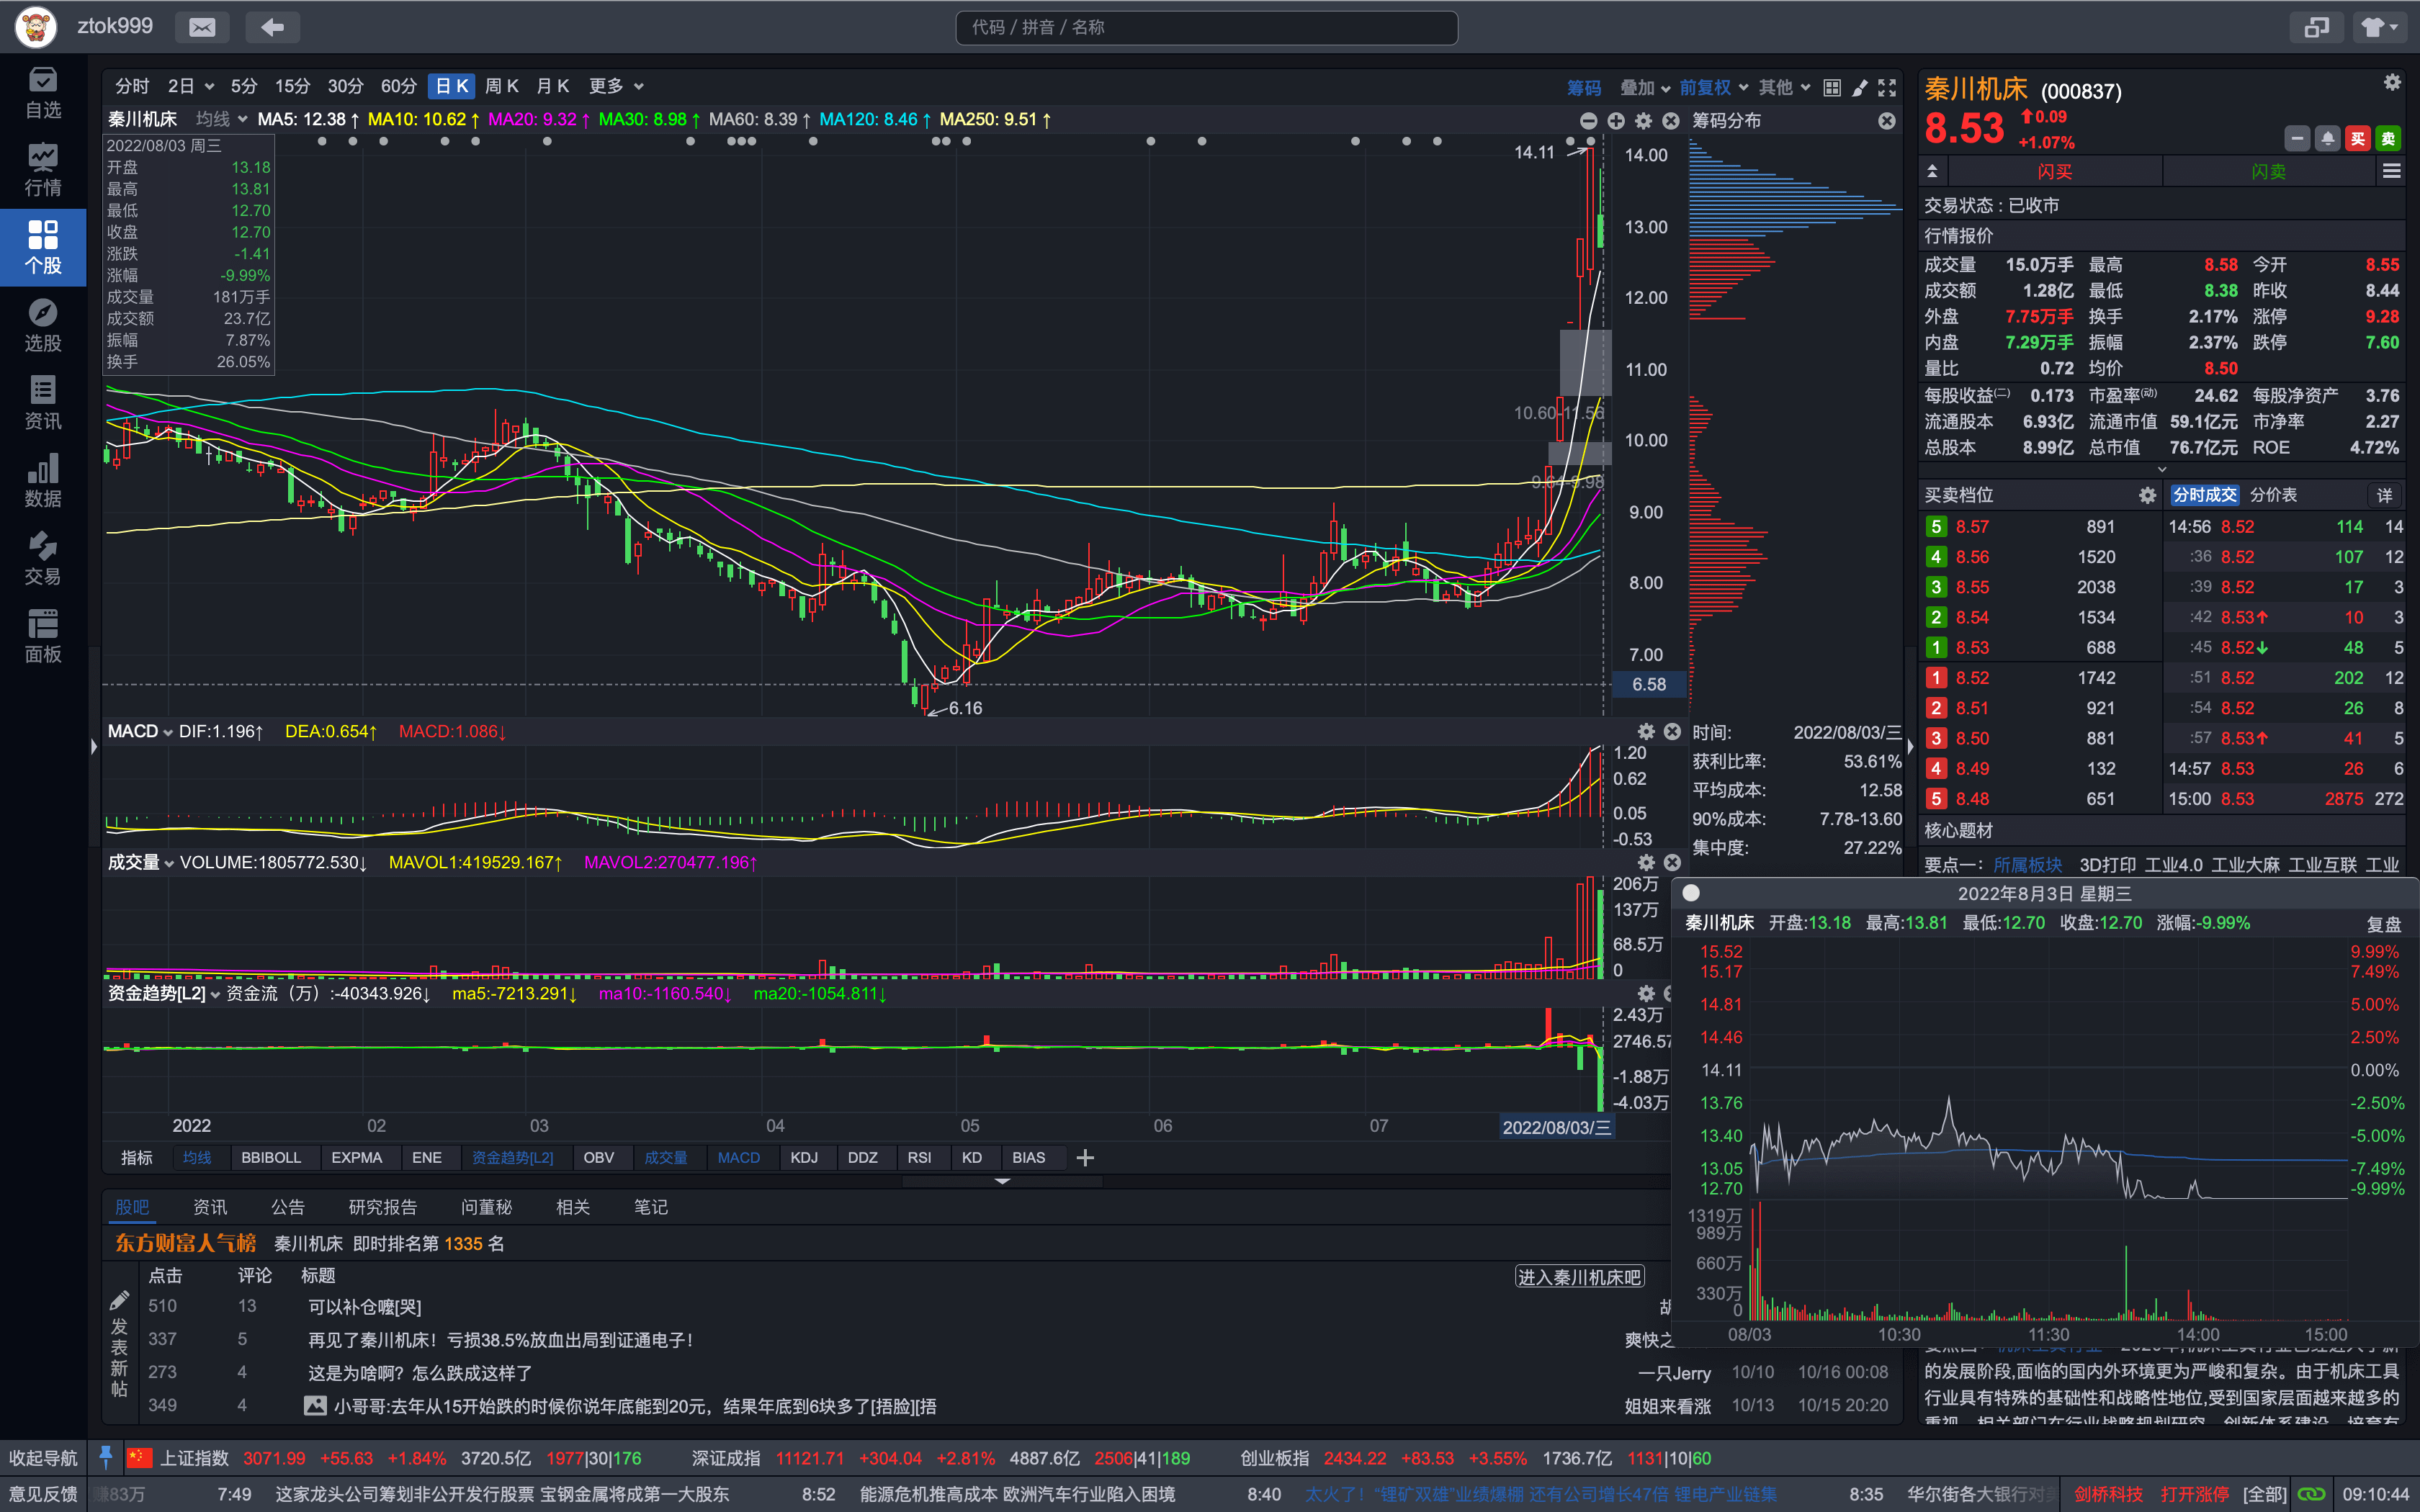 ztok999
代码 / 拼音 / 名称
自选
行情
个股
选股
资讯
数据
交易
面板
分时 2日 5分 15分 30分 60分 日K 周K 月K 更多
筹码 叠加 前复权 其他
秦川机床 均线 MA5: 12.38↑ MA10: 10.62↑ MA20: 9.32↑ MA30: 8.98↑ MA60: 8.39↑ MA120: 8.46↑ MA250: 9.51↑
筹码分布
2022/08/03 周三
开盘 13.18
最高 13.81
最低 12.70
收盘 12.70
涨跌 -1.41
涨幅 -9.99%
成交量 181万手
成交额 23.7亿
振幅 7.87%
换手 26.05%
14.11
10.60-11.56
9.64-9.98
6.16
14.00
13.00
12.00
11.00
10.00
9.00
8.00
7.00
6.58
MACD DIF:1.196↑ DEA:0.654↑ MACD:1.086↓
1.20
0.62
0.05
-0.53
成交量 VOLUME:1805772.530↓ MAVOL1:419529.167↑ MAVOL2:270477.196↑
206万
137万
68.5万
0
资金趋势[L2] 资金流（万）:-40343.926↓ ma5:-7213.291↓ ma10:-1160.540↓ ma20:-1054.811↓
2.43万
2746.57
-1.88万
-4.03万
2022 02 03 04 05 06 07 2022/08/03/三
指标 均线 BBIBOLL EXPMA ENE 资金趋势[L2] OBV 成交量 MACD KDJ DDZ RSI KD BIAS
时间: 2022/08/03/三
获利比率: 53.61%
平均成本: 12.58
90%成本: 7.78-13.60
集中度: 27.22%
股吧 资讯 公告 研究报告 问董秘 相关 笔记
东方财富人气榜 秦川机床 即时排名第 1335 名
点击 评论 标题
进入秦川机床吧
发表新帖
510 13 可以补仓嚒[哭]
337 5 再见了秦川机床！亏损38.5%放血出局到证通电子！ 爽快之
273 4 这是为啥啊？怎么跌成这样了 一只Jerry 10/10 10/16 00:08
349 4 小哥哥:去年从15开始跌的时候你说年底能到20元，结果年底到6块多了[捂脸][捂 姐姐来看涨 10/13 10/15 20:20
秦川机床 (000837)
8.53 0.09
+1.07%
买 卖
闪买 闪卖
交易状态：已收市
行情报价
成交量 15.0万手 最高 8.58 今开 8.55
成交额 1.28亿 最低 8.38 昨收 8.44
外盘 7.75万手 换手 2.17% 涨停 9.28
内盘 7.29万手 振幅 2.37% 跌停 7.60
量比 0.72 均价 8.50
每股收益(二) 0.173 市盈率(动) 24.62 每股净资产 3.76
流通股本 6.93亿 流通市值 59.1亿元 市净率 2.27
总股本 8.99亿 总市值 76.7亿元 ROE 4.72%
买卖档位 分时成交 分价表 详
5 8.57 891 14:56 8.52 114 14
4 8.56 1520 :36 8.52 107 12
3 8.55 2038 :39 8.52 17 3
2 8.54 1534 :42 8.53↑ 10 3
1 8.53 688 :45 8.52↓ 48 5
1 8.52 1742 :51 8.52 202 12
2 8.51 921 :54 8.52 26 8
3 8.50 881 :57 8.53↑ 41 5
4 8.49 132 14:57 8.53 26 6
5 8.48 651 15:00 8.53 2875 272
核心题材
要点一： 所属板块 3D打印 工业4.0 工业大麻 工业互联 工业
2022年8月3日 星期三
秦川机床 开盘:13.18 最高:13.81 最低:12.70 收盘:12.70 涨幅:-9.99% 复盘
15.52 9.99%
15.17 7.49%
14.81 5.00%
14.46 2.50%
14.11 0.00%
13.76 -2.50%
13.40 -5.00%
13.05 -7.49%
12.70 -9.99%
1319万
989万
660万
330万
0
08/03 10:30 11:30 14:00 15:00
的发展阶段,面临的国内外环境更为严峻和复杂。由于机床工具
行业具有特殊的基础性和战略性地位,受到国家层面越来越多的
收起导航 上证指数 3071.99 +55.63 +1.84% 3720.5亿 1977|30|176 深证成指 11121.71 +304.04 +2.81% 4887.6亿 2506|41|189 创业板指 2434.22 +83.53 +3.55% 1736.7亿 1131|10|60
意见反馈 赚83万 7:49 这家龙头公司筹划非公开发行股票 宝钢金属将成第一大股东 8:52 能源危机推高成本 欧洲汽车行业陷入困境 8:40 太火了！“锂矿双雄”业绩爆棚 还有公司增长47倍 锂电产业链集 8:35 华尔街各大银行对美 剑桥科技 打开涨停 [全部] 09:10:44